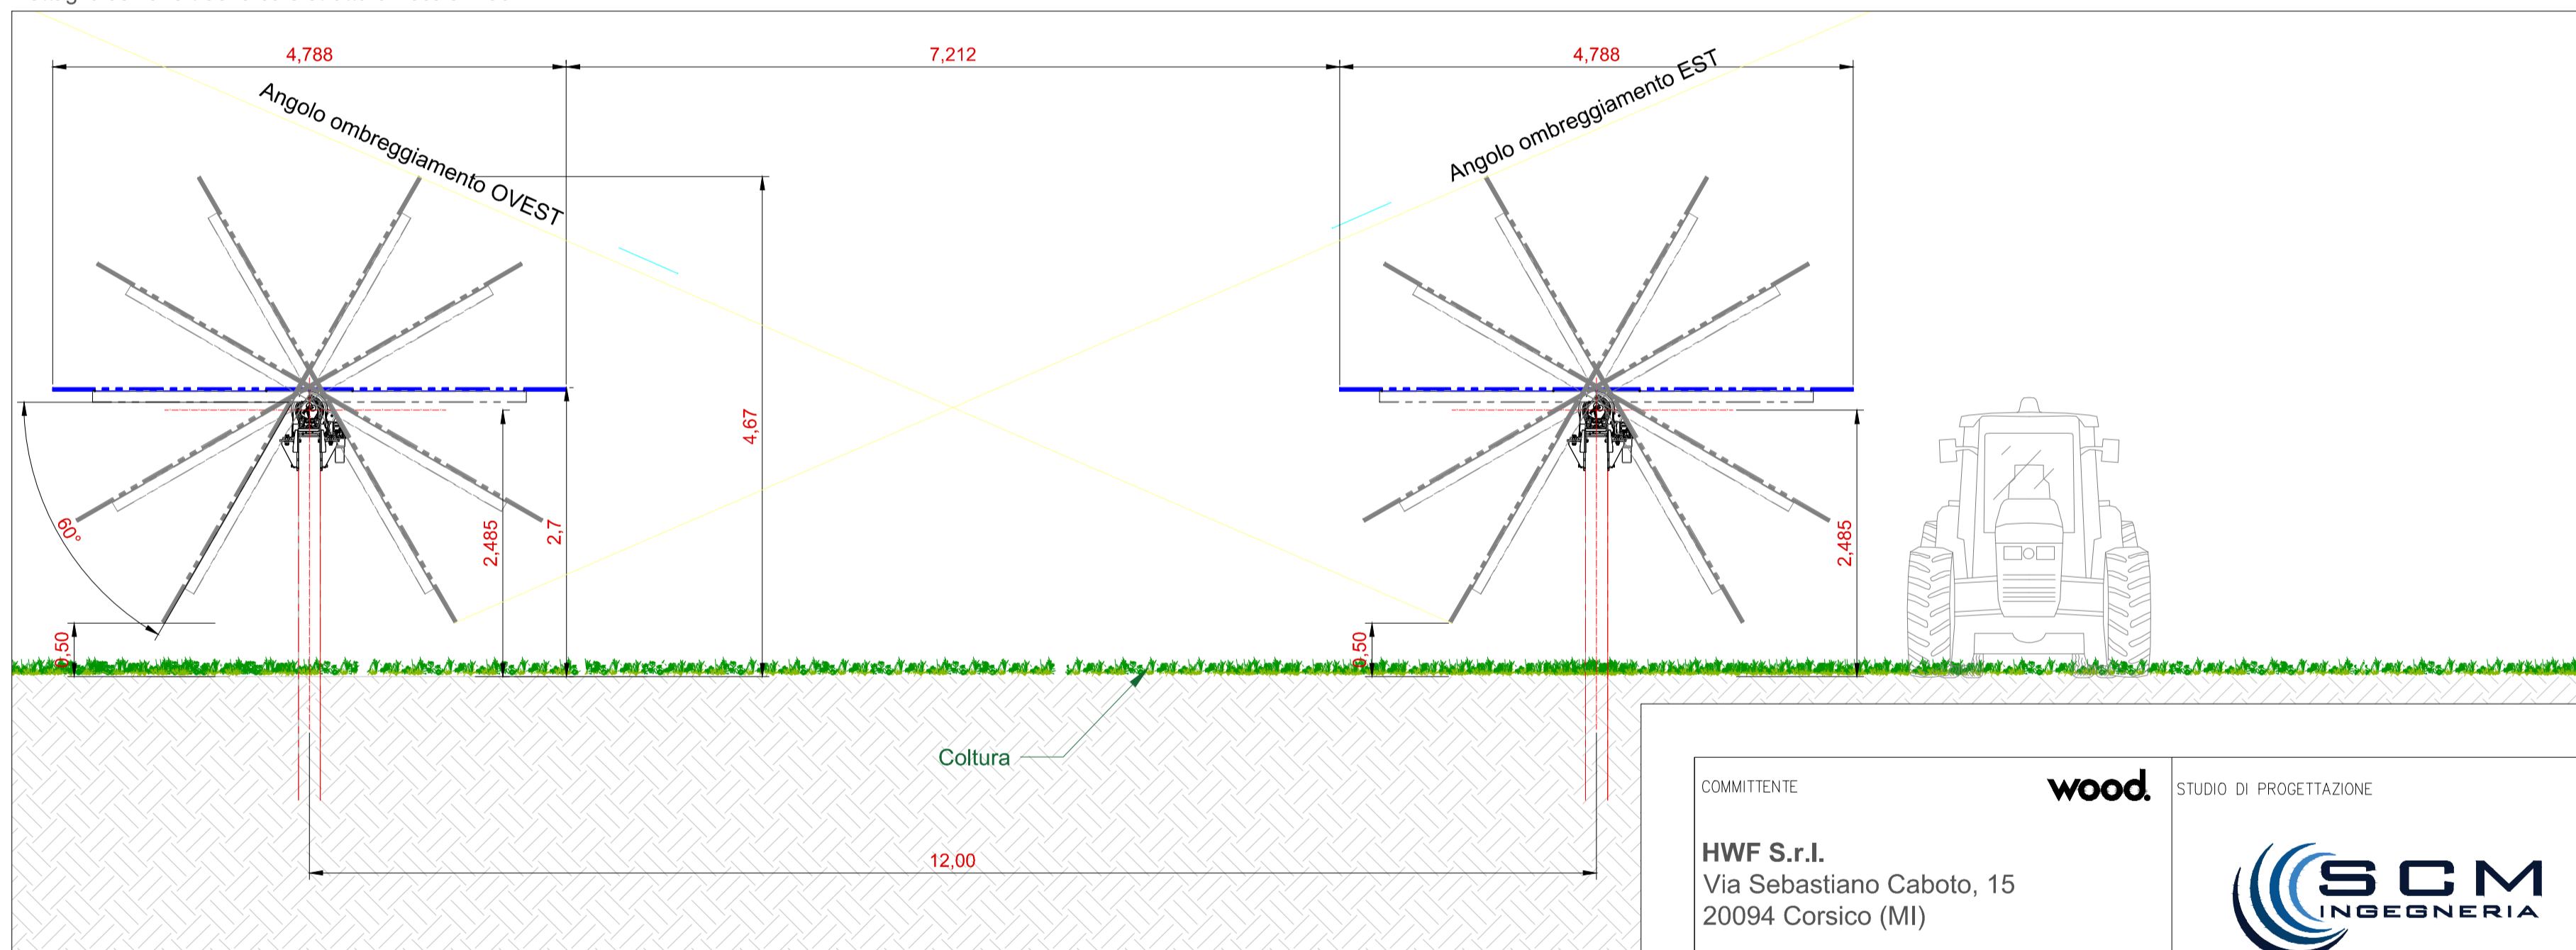 4,788
7,212
4,788
Angolo ombreggiamento OVEST
Angolo ombreggiamento EST
4,67
60°
2,485
2,7
2,485
0,50
0,50
Coltura
12,00
COMMITTENTE
wood.
STUDIO DI PROGETTAZIONE
HWF S.r.l.
Via Sebastiano Caboto, 15
20094 Corsico (MI)
SCM
INGEGNERIA